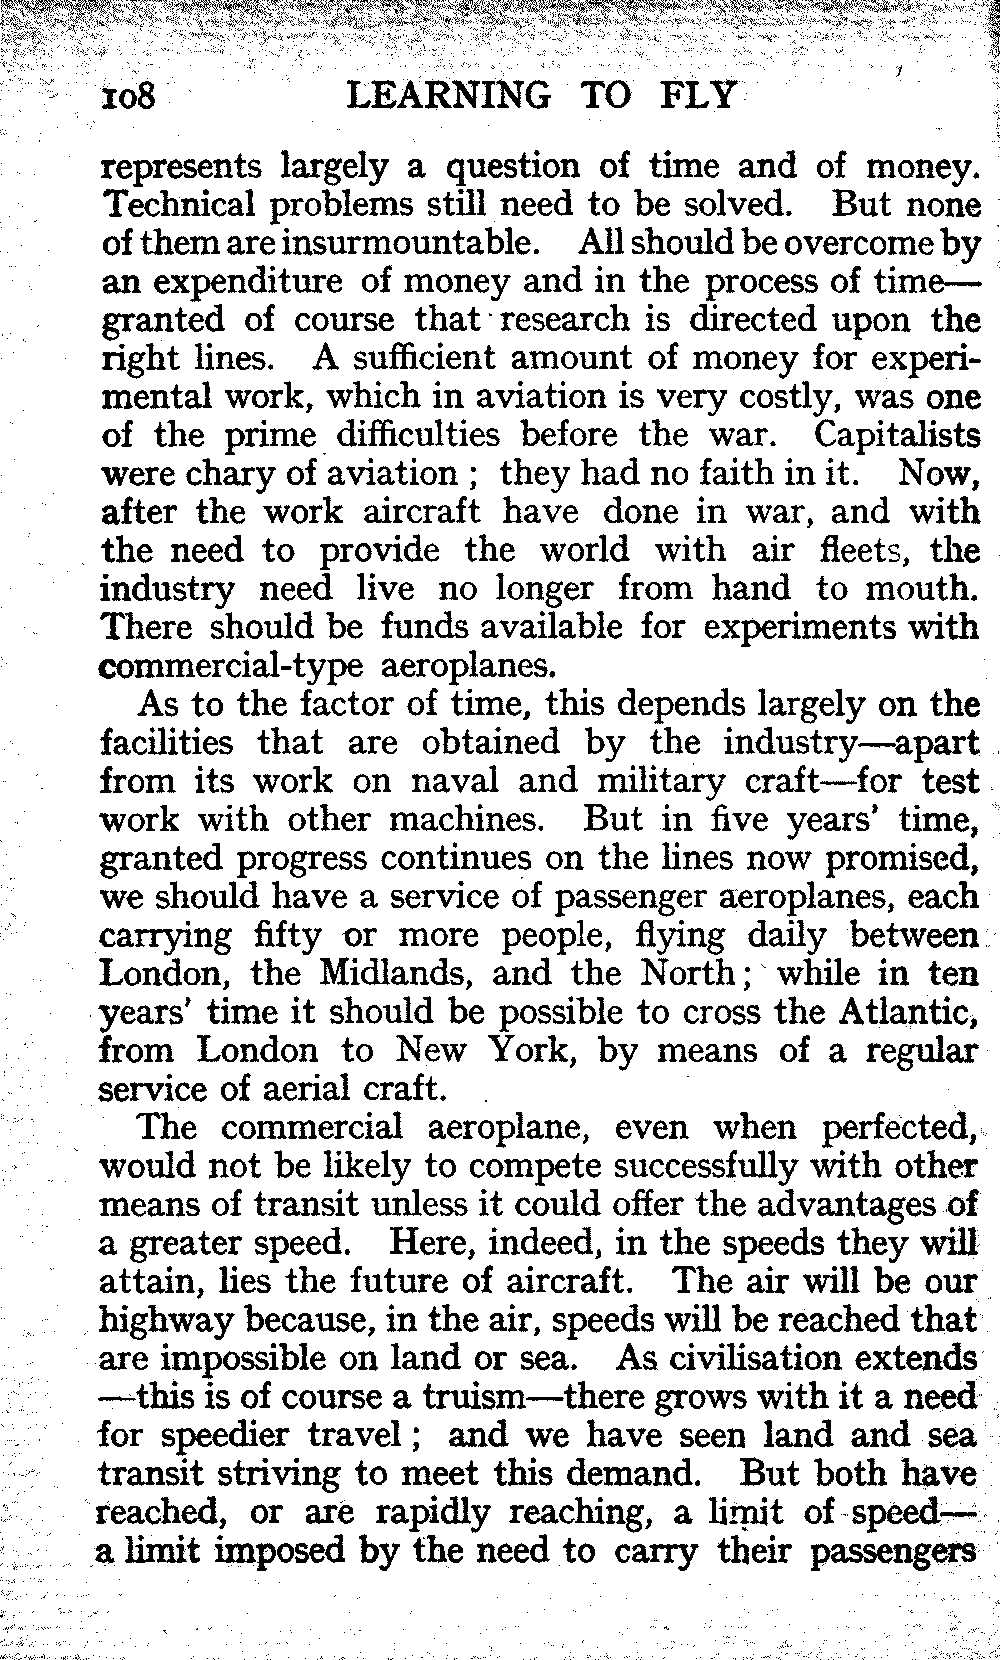 108 LEARNING TO FLY
represents largely a question of time and of money.
Technical problems still need to be solved. But none
of them are insurmountable. All should be overcome by
an expenditure of money and in the process of time—
granted of course that research is directed upon the
right lines. A sufficient amount of money for experi-
mental work, which in aviation is very costly, was one
of the prime difficulties before the war. Capitalists
were chary of aviation ; they had no faith in it. Now,
after the work aircraft have done in war, and with
the need to provide the world with air fleets, the
industry need live no longer from hand to mouth.
There should be funds available for experiments with
commercial-type aeroplanes.
As to the factor of time, this depends largely on the
facilities that are obtained by the industry—apart
from its work on naval and military craft—for test
work with other machines. But in five years' time,
granted progress continues on the lines now promised,
we should have a service of passenger aeroplanes, each
carrying fifty or more people, flying daily between
London, the Midlands, and the North ; while in ten
years' time it should be possible to cross the Atlantic,
from London to New York, by means of a regular
service of aerial craft.
The commercial aeroplane, even when perfected,
would not be likely to compete successfully with other
means of transit unless it could offer the advantages of
a greater speed. Here, indeed, in the speeds they will
attain, lies the future of aircraft. The air will be our
highway because, in the air, speeds will be reached that
are impossible on land or sea. As civilisation extends
—this is of course a truism—there grows with it a need
for speedier travel ; and we have seen land and sea
transit striving to meet this demand. But both have
reached, or are rapidly reaching, a limit of speed—
a limit imposed by the need to carry their passengers